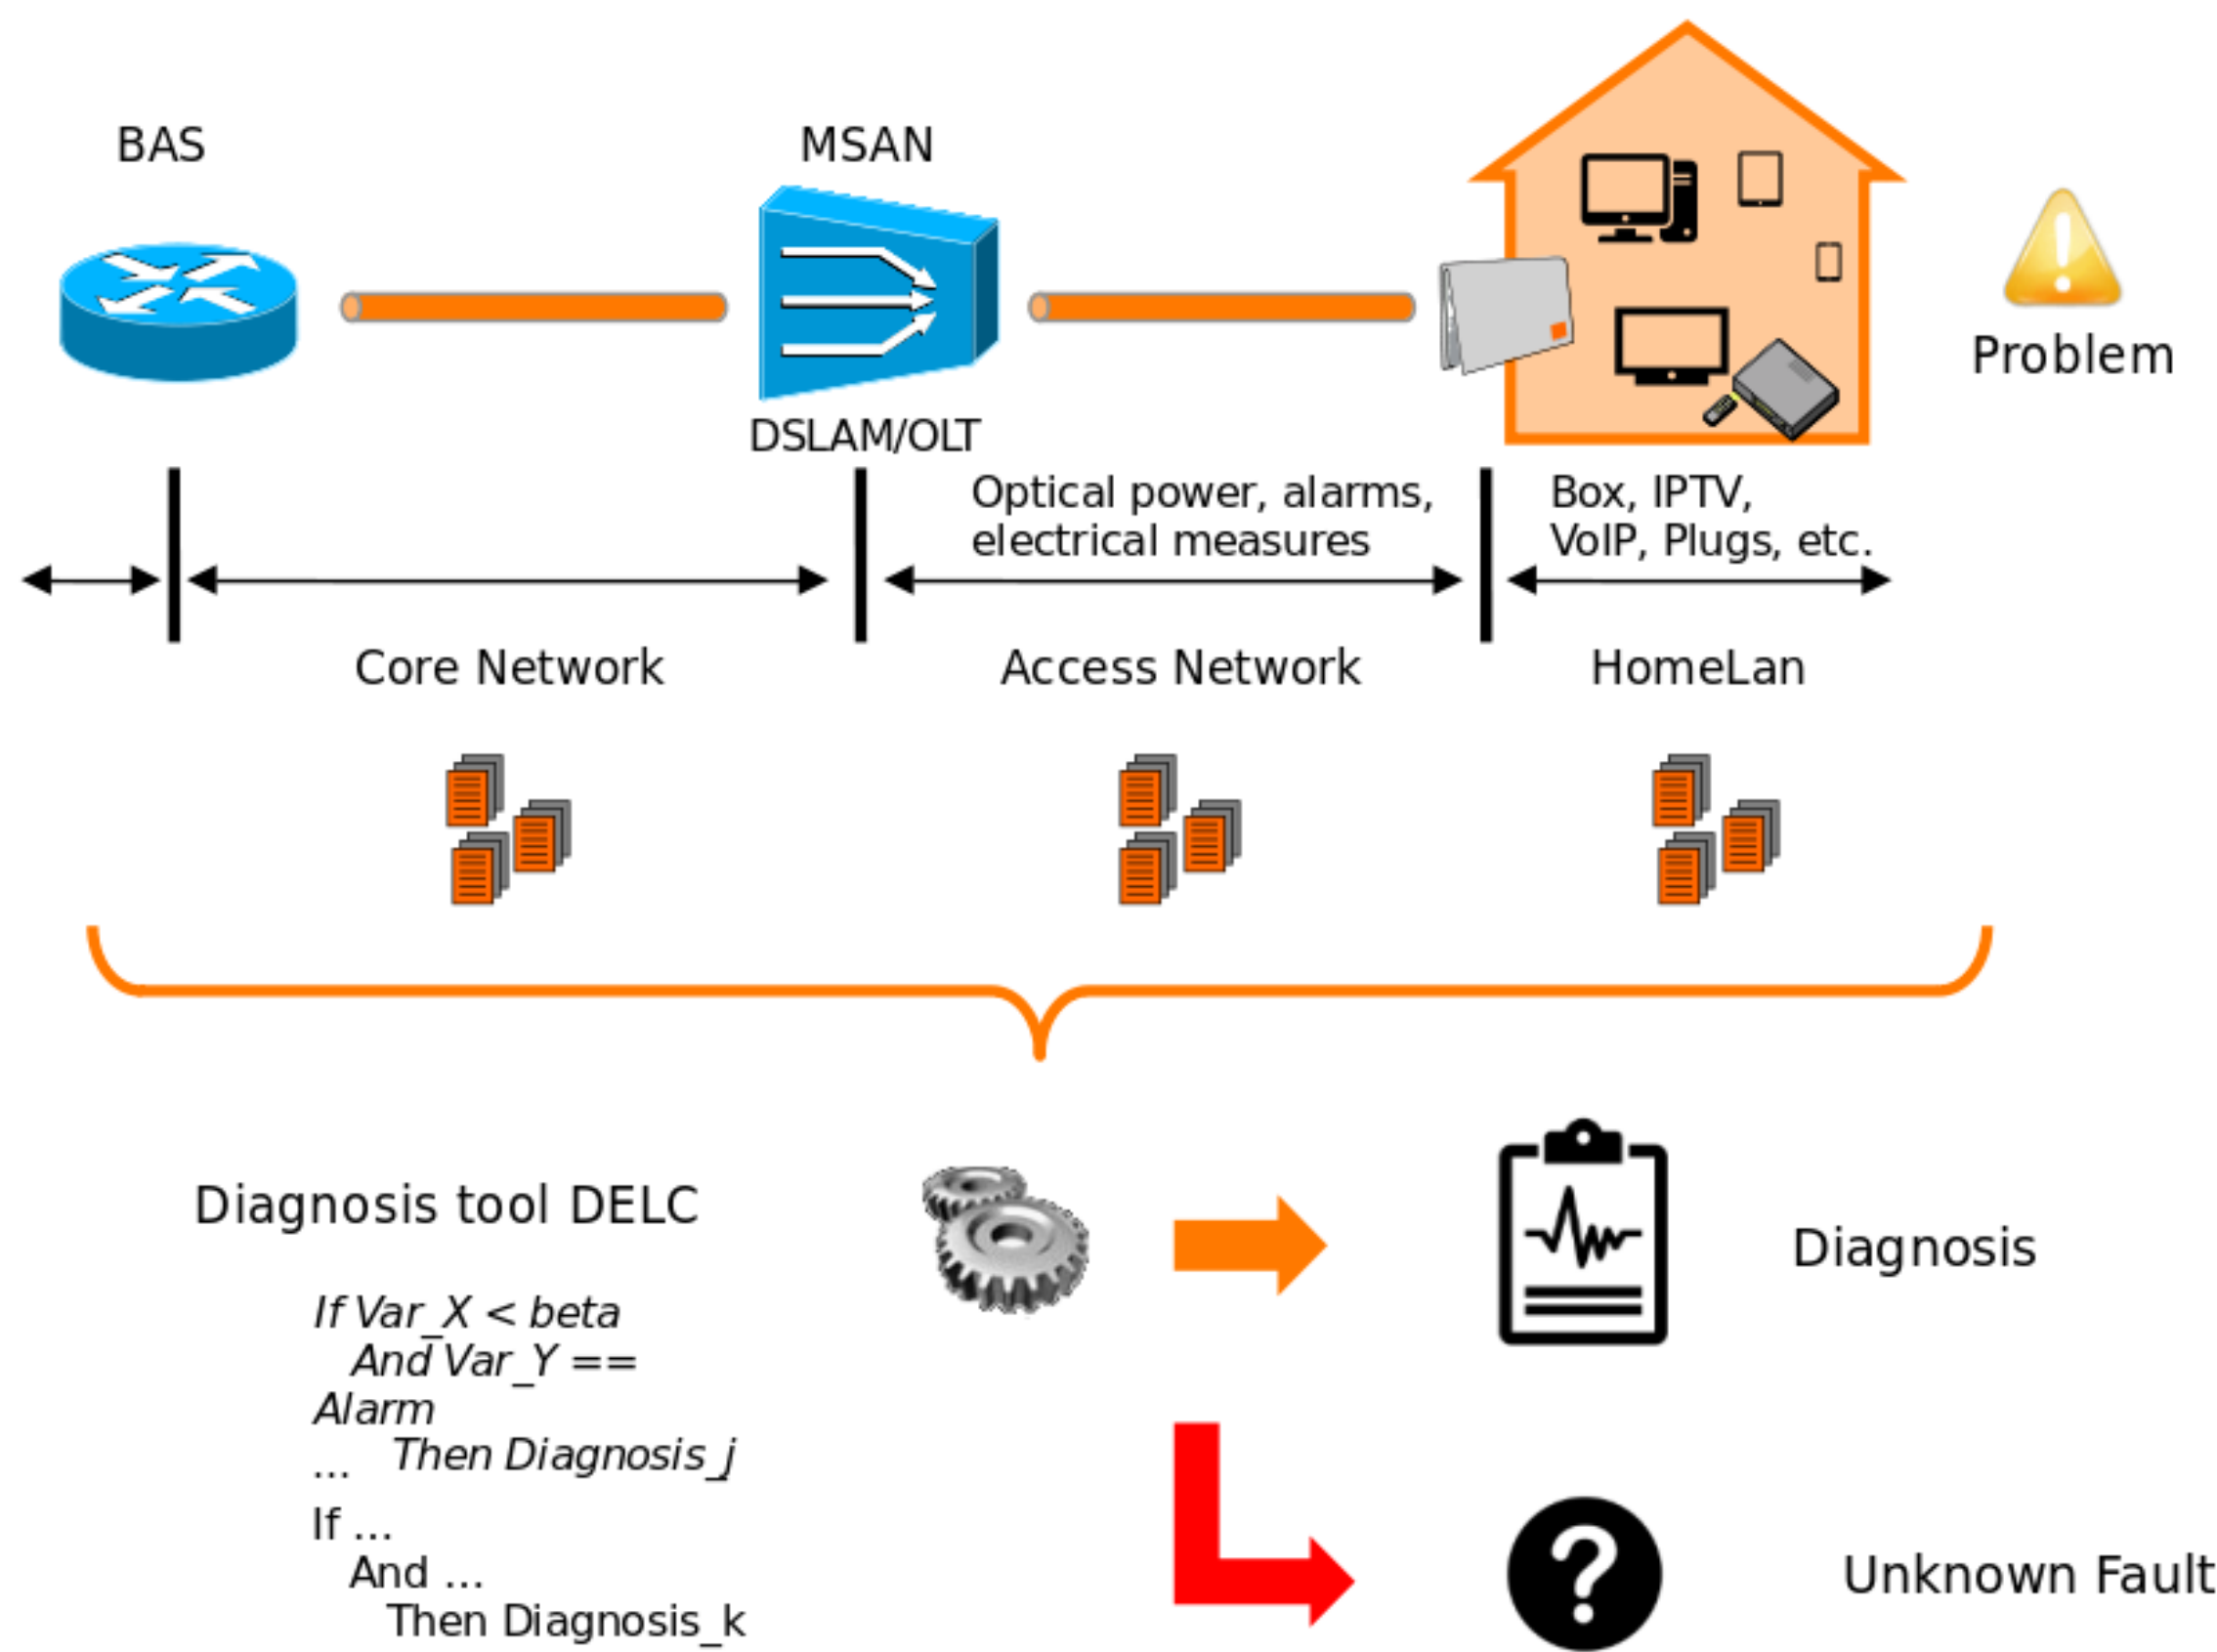 BAS
MSAN
Problem
DSLAM/OLT
Optical power, alarms,
electrical measures
Box, IPTV,
VoIP, Plugs, etc.
Core Network
Access Network
HomeLan
Diagnosis tool DELC
Diagnosis
If Var_X < beta
And Var_Y ==
Alarm
... Then Diagnosis_j
If ...
And ...
Then Diagnosis_k
Unknown Fault